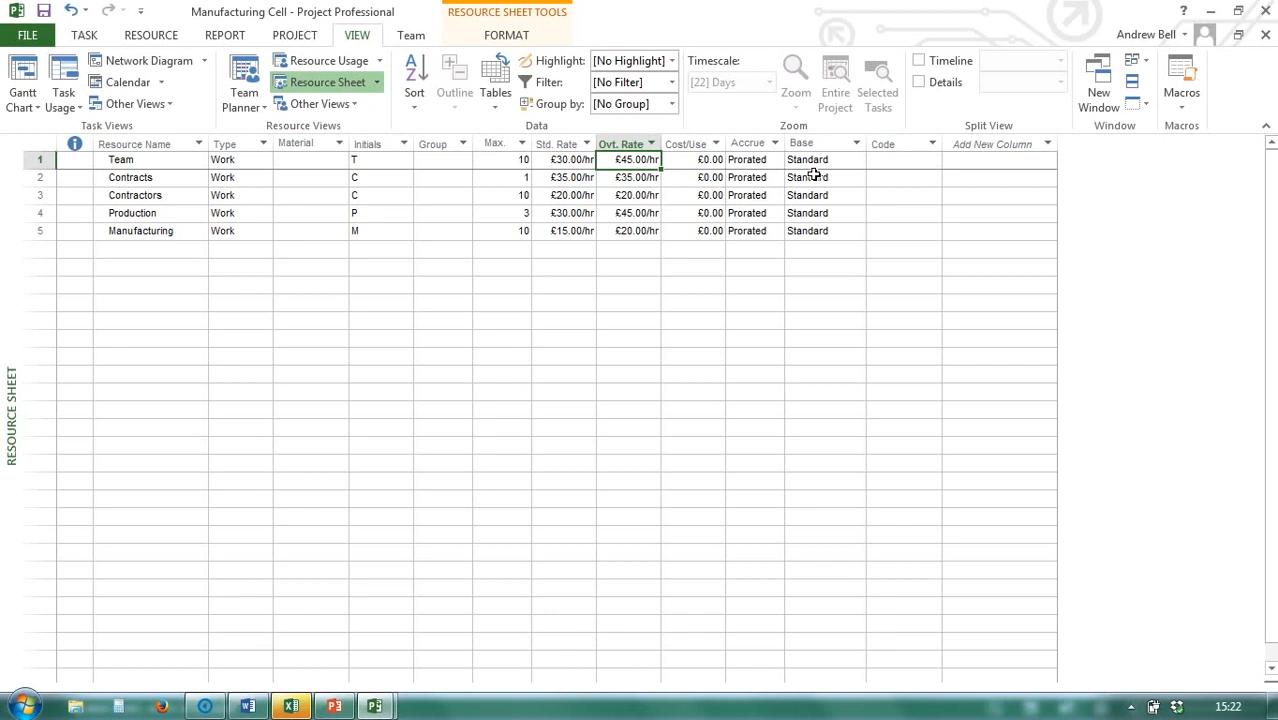 Manufacturing Cell - Project Professional
RESOURCE SHEET TOOLS
?
FILE TASK RESOURCE REPORT PROJECT VIEW Team FORMAT Andrew Bell
Gantt Chart
Task Usage
Network Diagram
Calendar
Other Views
Task Views
Team Planner
Resource Usage
Resource Sheet
Other Views
Resource Views
Sort
Outline
Tables
Highlight: [No Highlight]
Filter: [No Filter]
Group by: [No Group]
Data
Timescale:
[22] Days
Zoom
Entire Project
Selected Tasks
Zoom
Timeline
Details
Split View
New Window
Window
Macros
Macros
Resource Name Type Material Initials Group Max. Std. Rate Ovt. Rate Cost/Use Accrue Base Code Add New Column
1 Team Work T 10 £30.00/hr £45.00/hr £0.00 Prorated Standard
2 Contracts Work C 1 £35.00/hr £35.00/hr £0.00 Prorated Standard
3 Contractors Work C 10 £20.00/hr £20.00/hr £0.00 Prorated Standard
4 Production Work P 3 £30.00/hr £45.00/hr £0.00 Prorated Standard
5 Manufacturing Work M 10 £15.00/hr £20.00/hr £0.00 Prorated Standard
RESOURCE SHEET
15:22